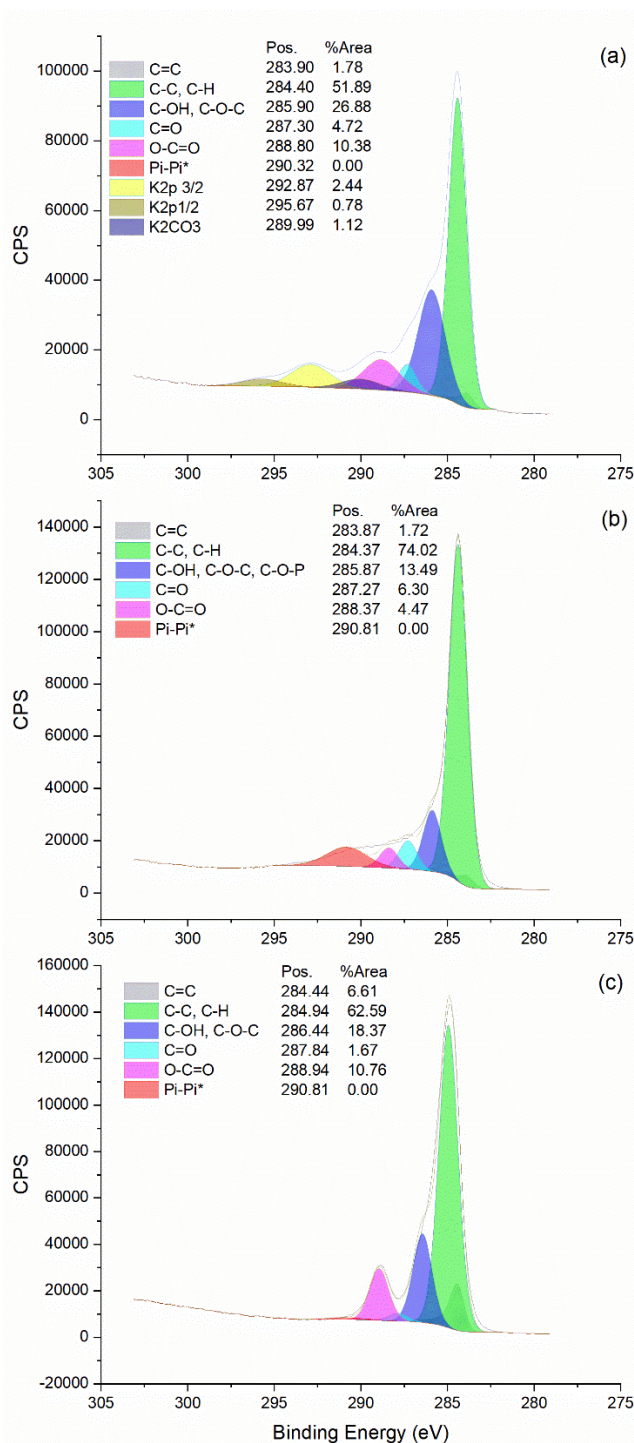 (a)
Pos. %Area
C=C 283.90 1.78
C-C, C-H 284.40 51.89
C-OH, C-O-C 285.90 26.88
C=O 287.30 4.72
O-C=O 288.80 10.38
Pi-Pi* 290.32 0.00
K2p 3/2 292.87 2.44
K2p1/2 295.67 0.78
K2CO3 289.99 1.12
100000
80000
60000
40000
20000
0
CPS
305 300 295 290 285 280 275
(b)
Pos. %Area
C=C 283.87 1.72
C-C, C-H 284.37 74.02
C-OH, C-O-C, C-O-P 285.87 13.49
C=O 287.27 6.30
O-C=O 288.37 4.47
Pi-Pi* 290.81 0.00
140000
120000
100000
80000
60000
40000
20000
0
CPS
305 300 295 290 285 280 275
(c)
Pos. %Area
C=C 284.44 6.61
C-C, C-H 284.94 62.59
C-OH, C-O-C 286.44 18.37
C=O 287.84 1.67
O-C=O 288.94 10.76
Pi-Pi* 290.81 0.00
160000
140000
120000
100000
80000
60000
40000
20000
0
-20000
CPS
305 300 295 290 285 280 275
Binding Energy (eV)